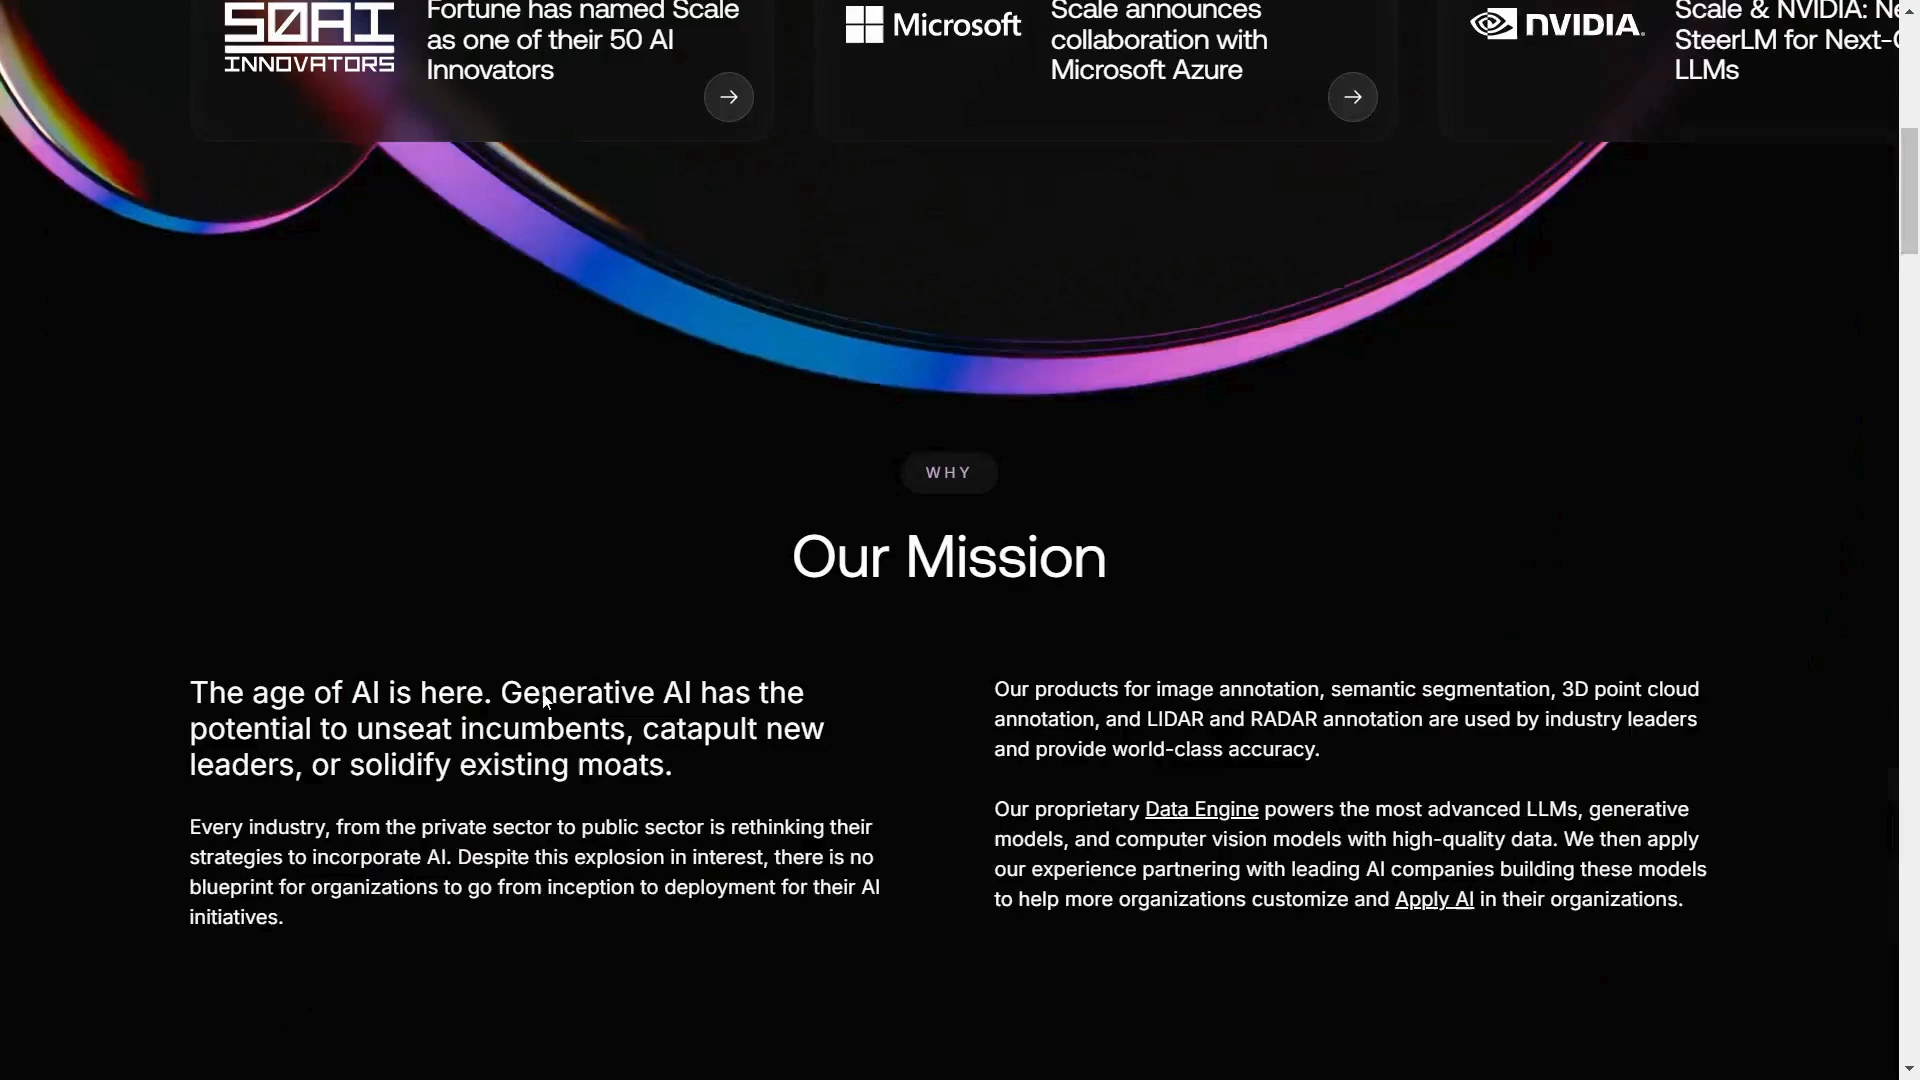 50AI
INNOVATORS
Fortune has named Scale
as one of their 50 AI
Innovators
Microsoft
Scale announces
collaboration with
Microsoft Azure
NVIDIA.
Scale & NVIDIA:
SteerLM for
LLMs
WHY
Our Mission
The age of AI is here. Generative AI has the
potential to unseat incumbents, catapult new
leaders, or solidify existing moats.
Every industry, from the private sector to public sector is rethinking their
strategies to incorporate AI. Despite this explosion in interest, there is no
blueprint for organizations to go from inception to deployment for their AI
initiatives.
Our products for image annotation, semantic segmentation, 3D point cloud
annotation, and LIDAR and RADAR annotation are used by industry leaders
and provide world-class accuracy.
Our proprietary Data Engine powers the most advanced LLMs, generative
models, and computer vision models with high-quality data. We then apply
our experience partnering with leading AI companies building these models
to help more organizations customize and Apply AI in their organizations.